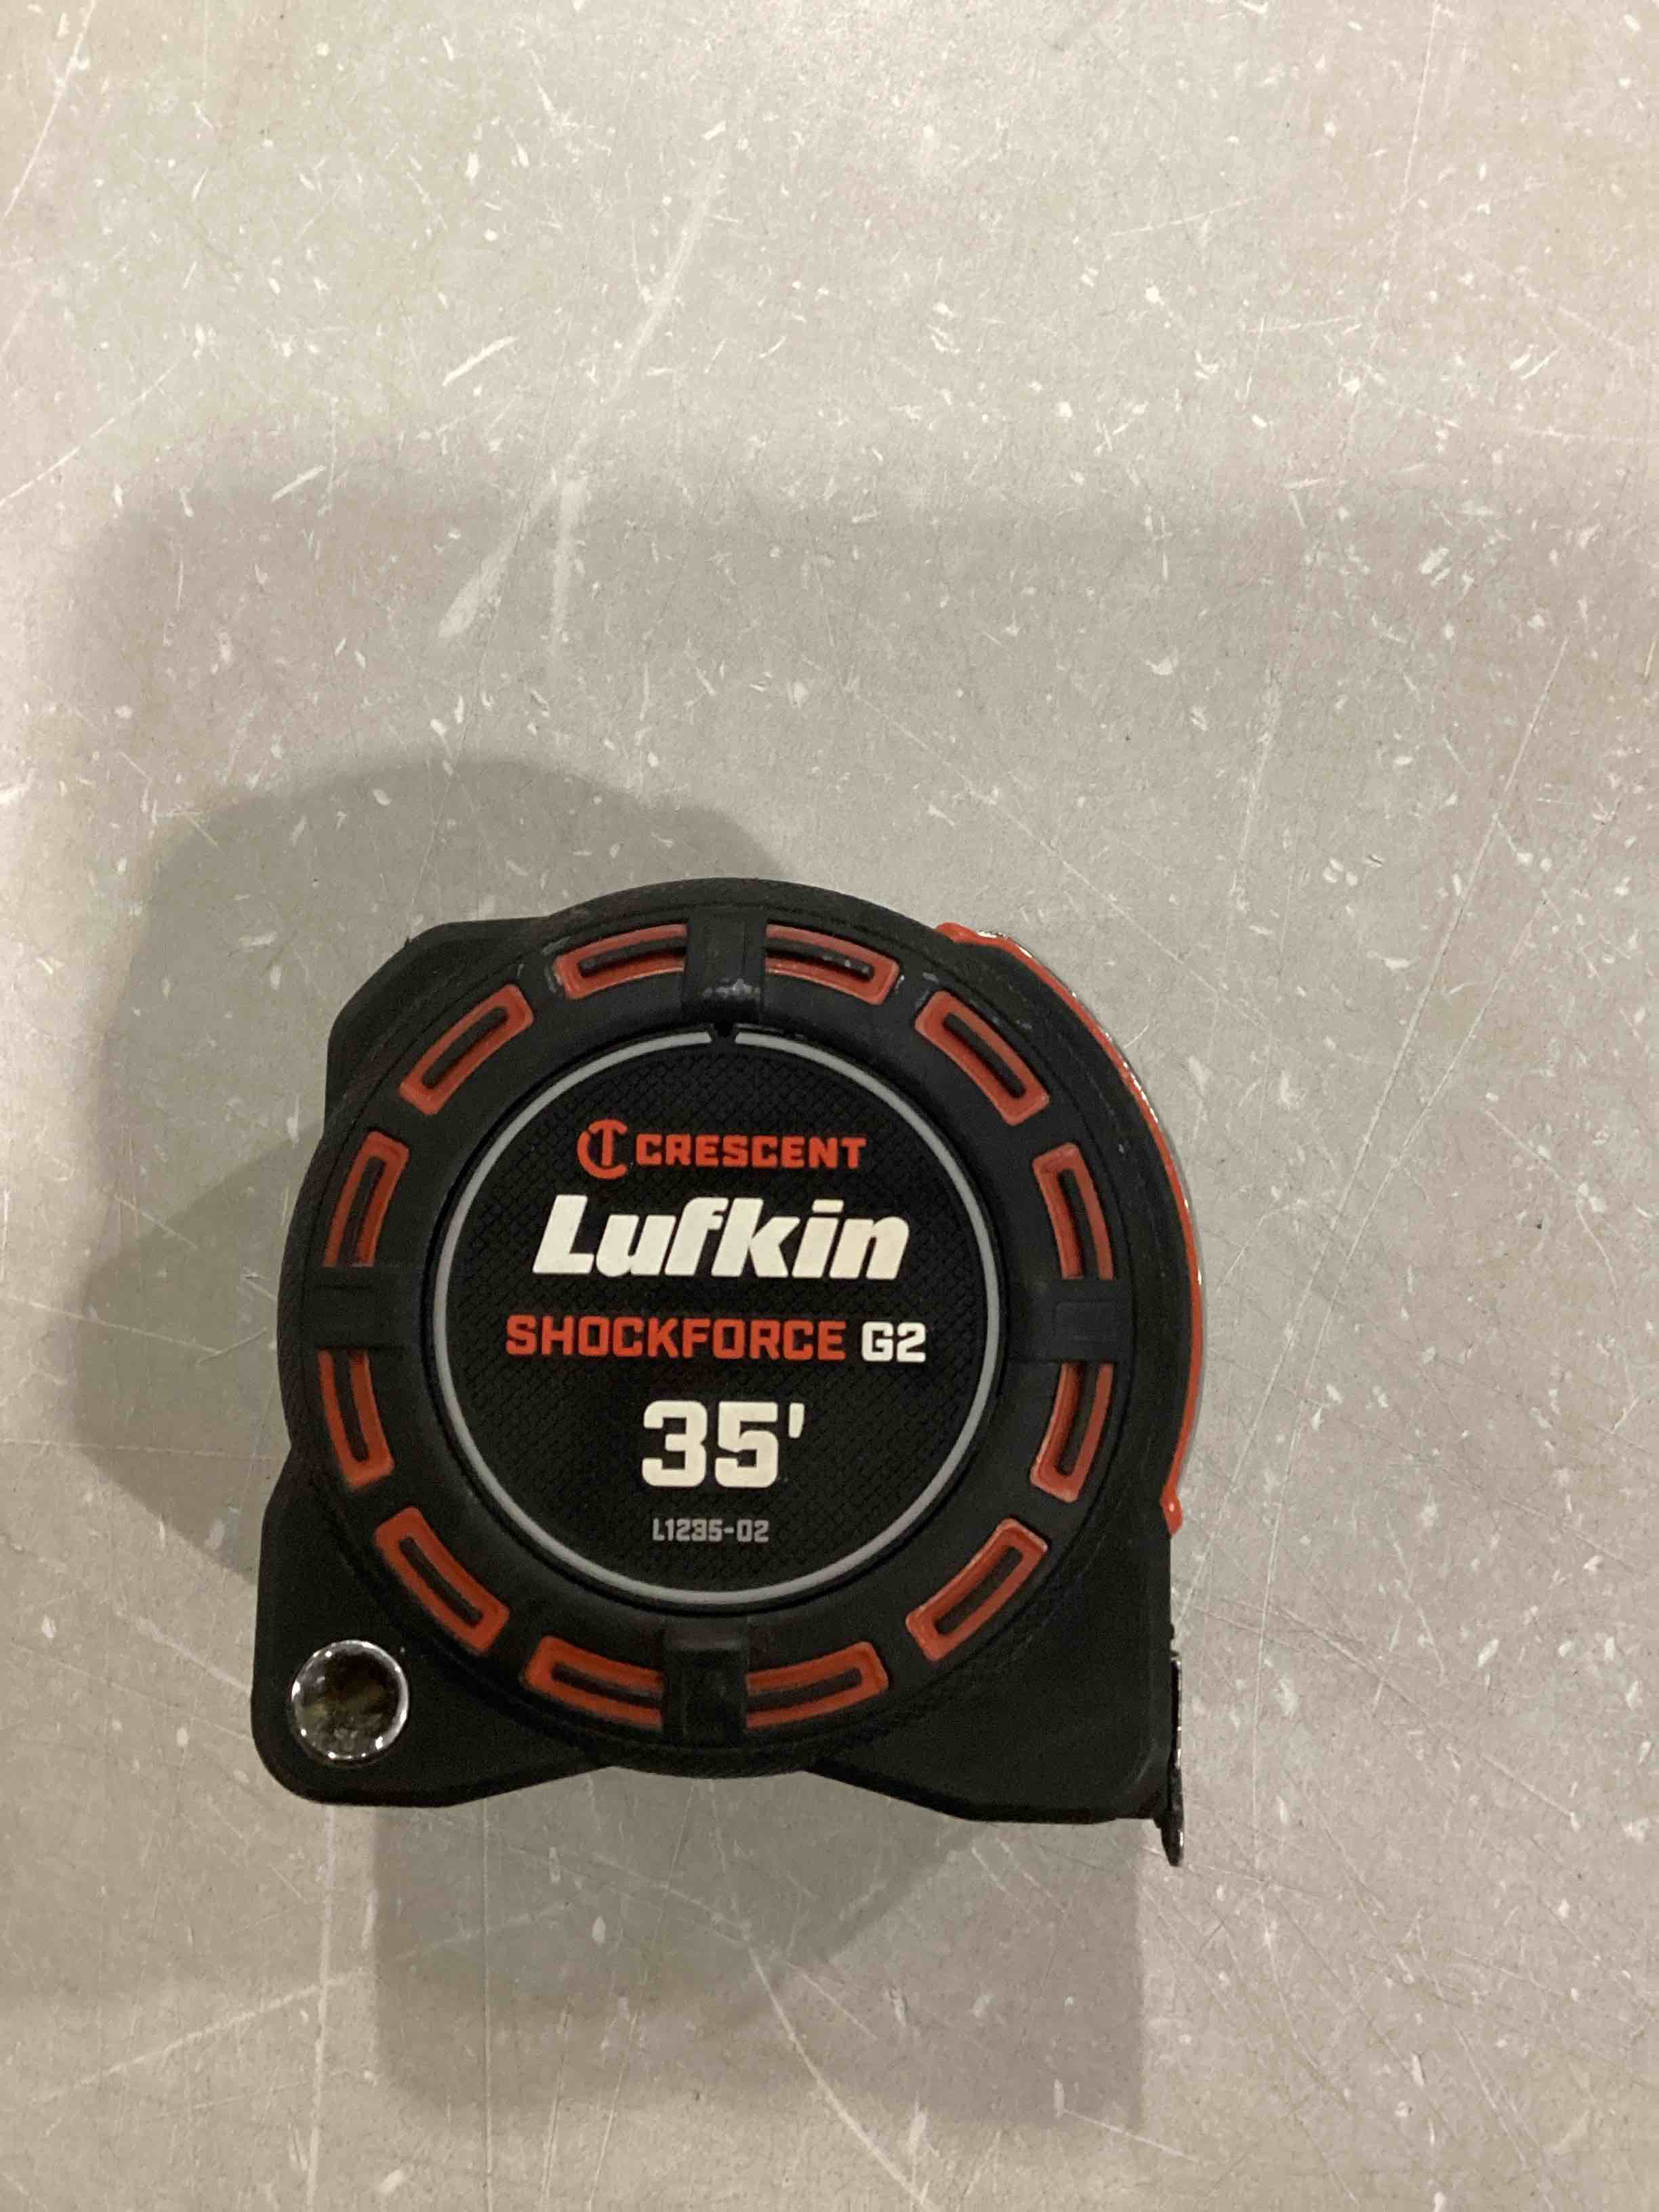 CRESCENT
Lufkin
SHOCKFORCE G2
35'
L1235-02